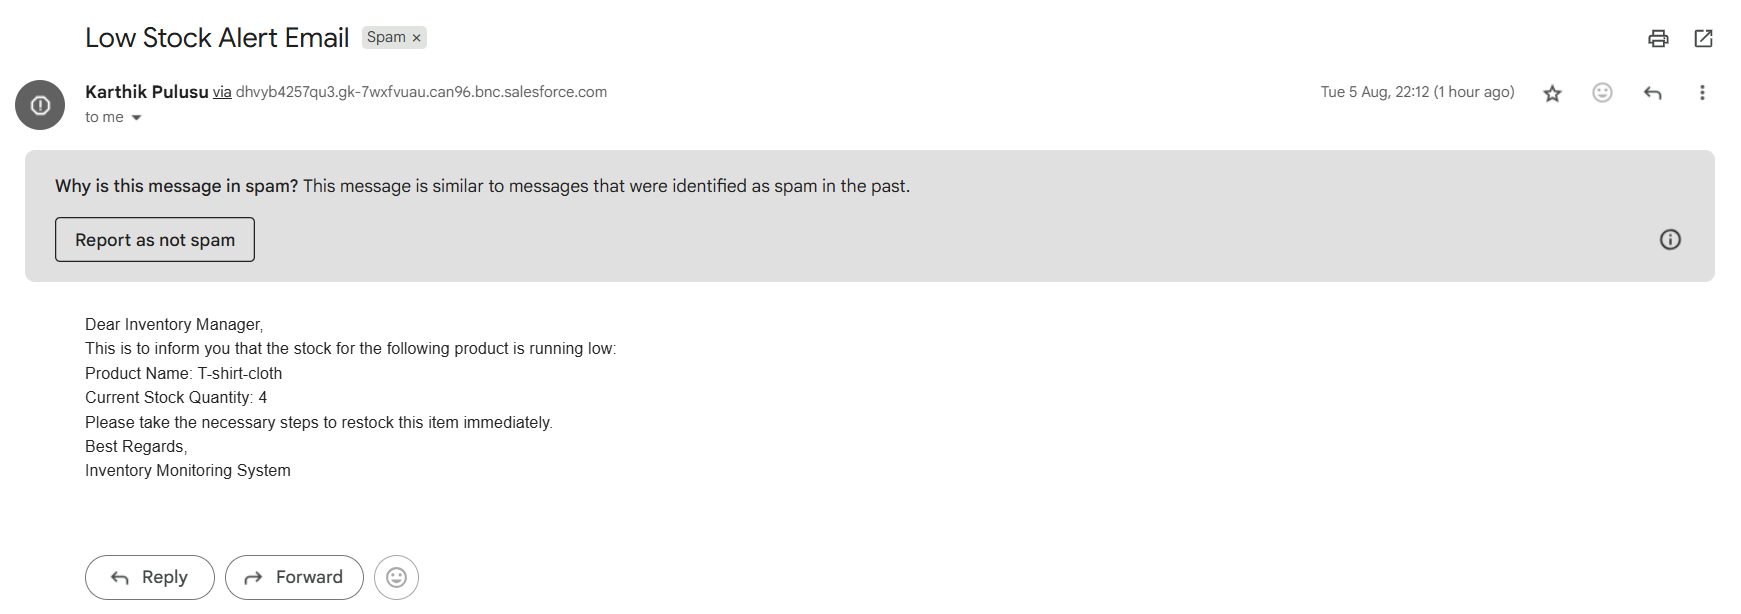 Low Stock Alert Email Spam ×
Karthik Pulusu via dhvyb4257qu3.gk-7wxfvuau.can96.bnc.salesforce.com Tue 5 Aug, 22:12 (1 hour ago)
to me
Why is this message in spam? This message is similar to messages that were identified as spam in the past.
Report as not spam
Dear Inventory Manager,
This is to inform you that the stock for the following product is running low:
Product Name: T-shirt-cloth
Current Stock Quantity: 4
Please take the necessary steps to restock this item immediately.
Best Regards,
Inventory Monitoring System
Reply Forward